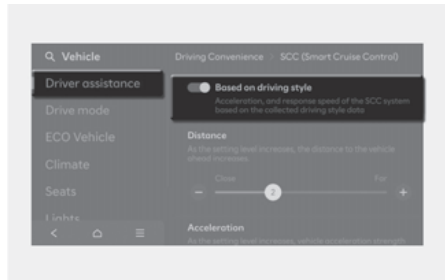 Vehicle
Driving Convenience > SCC (Smart Cruise Control)
Driver assistance
Drive mode
ECO Vehicle
Climate
Seats
Lights
Based on driving style
Acceleration, and response speed of the SCC system
based on the collected driving style data
Distance
As the setting level increases, the distance to the vehicle
ahead increases
Close
Far
2
Acceleration
As the setting level increases, vehicle acceleration strength